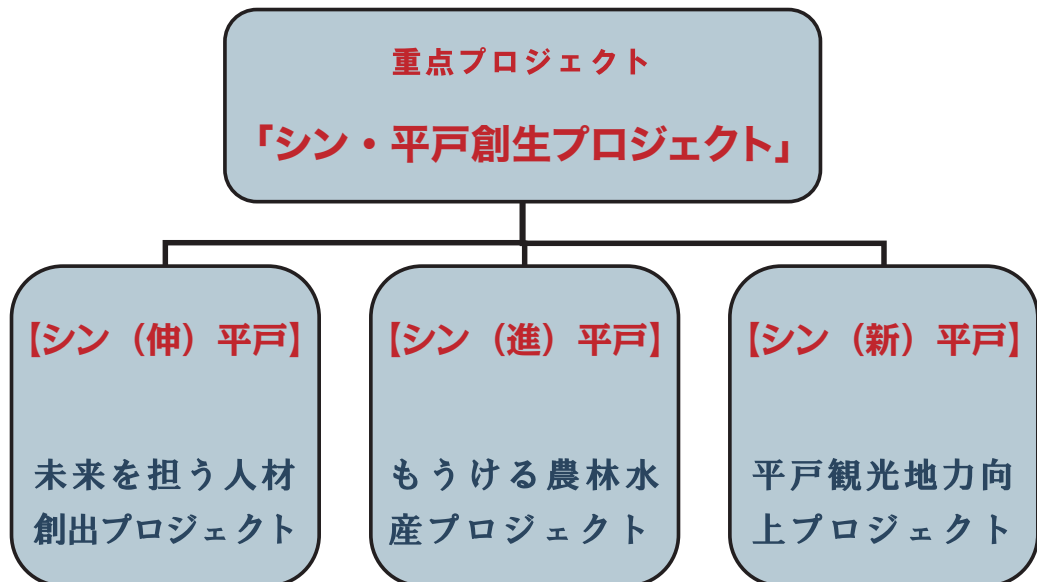 重点プロジェクト
「シン・平戸創生プロジェクト」
【シン（伸）平戸】
未来を担う人材
創出プロジェクト
【シン（進）平戸】
もうける農林水
産プロジェクト
【シン（新）平戸】
平戸観光地力向
上プロジェクト